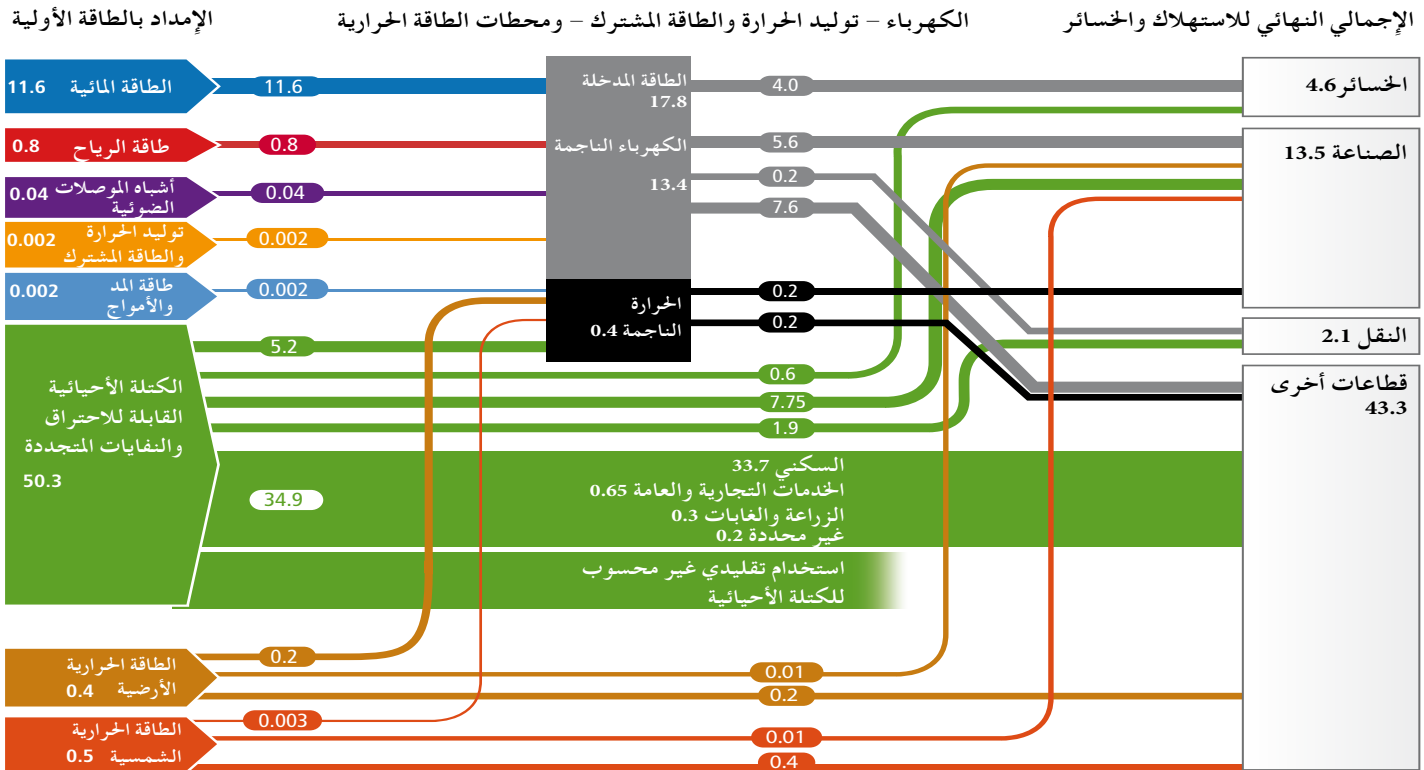 الإمداد بالطاقة الأولية
الكهرباء – توليد الحرارة والطاقة المشترك – ومحطات الطاقة الحرارية
الإجمالي النهائي للاستهلاك والخسائر
الطاقة المائية 11.6
11.6
طاقة الرياح 0.8
0.8
أشباه الموصلات 0.04
الضوئية
0.04
توليد الحرارة
والطاقة المشترك
0.002
0.002
طاقة المد
والأمواج
0.002
0.002
الكتلة الأحيائية
القابلة للاحتراق
والنفايات المتجددة
50.3
5.2
34.9
الطاقة الحرارية
الأرضية 0.4
0.2
الطاقة الحرارية
الشمسية 0.5
0.003
الطاقة المدخلة
17.8
الكهرباء الناجمة
13.4
الحرارة
الناجمة 0.4
4.0
5.6
0.2
7.6
0.2
0.2
0.6
7.75
1.9
السكني 33.7
الخدمات التجارية والعامة 0.65
الزراعة والغابات 0.3
غير محددة 0.2
استخدام تقليدي غير محسوب
للكتلة الأحيائية
0.01
0.2
0.01
0.4
الخسائر 4.6
الصناعة 13.5
النقل 2.1
قطاعات أخرى
43.3